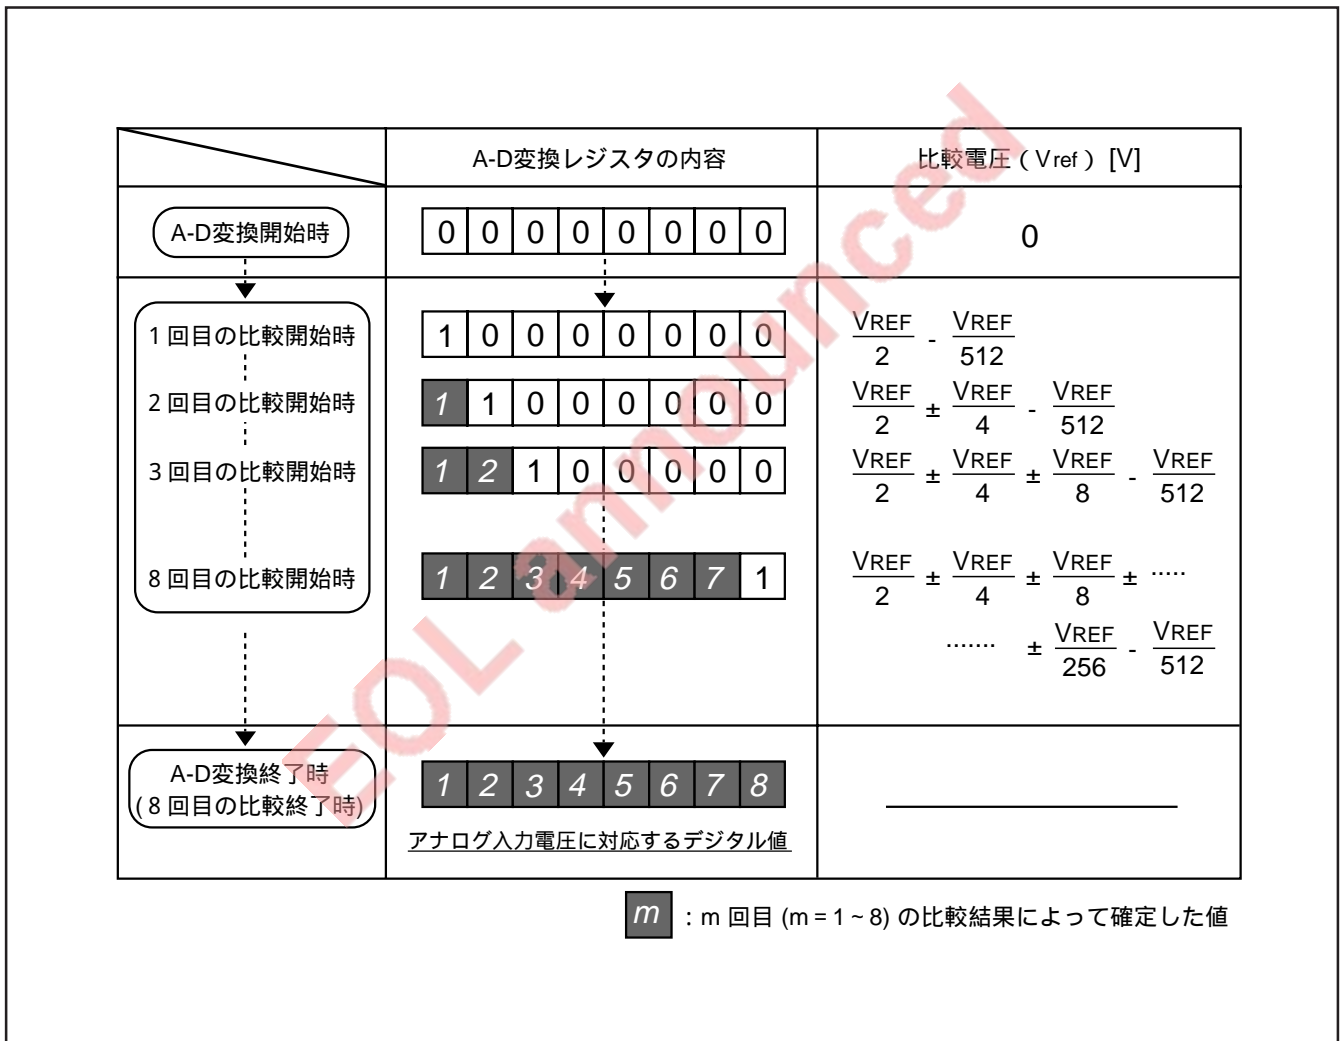 A-D変換レジスタの内容
比較電圧 ( Vref ) [V]
A-D変換開始時
0 0 0 0 0 0 0 0
0
1 回目の比較開始時
1 0 0 0 0 0 0 0
VREF/2 - VREF/512
2 回目の比較開始時
1 1 0 0 0 0 0 0
VREF/2 ± VREF/4 - VREF/512
3 回目の比較開始時
1 2 1 0 0 0 0 0
VREF/2 ± VREF/4 ± VREF/8 - VREF/512
8 回目の比較開始時
1 2 3 4 5 6 7 1
VREF/2 ± VREF/4 ± VREF/8 ± ·····
······· ± VREF/256 - VREF/512
A-D変換終了時
(8 回目の比較終了時)
1 2 3 4 5 6 7 8
アナログ入力電圧に対応するデジタル値
m : m 回目 (m = 1 ~ 8) の比較結果によって確定した値
EOL announced